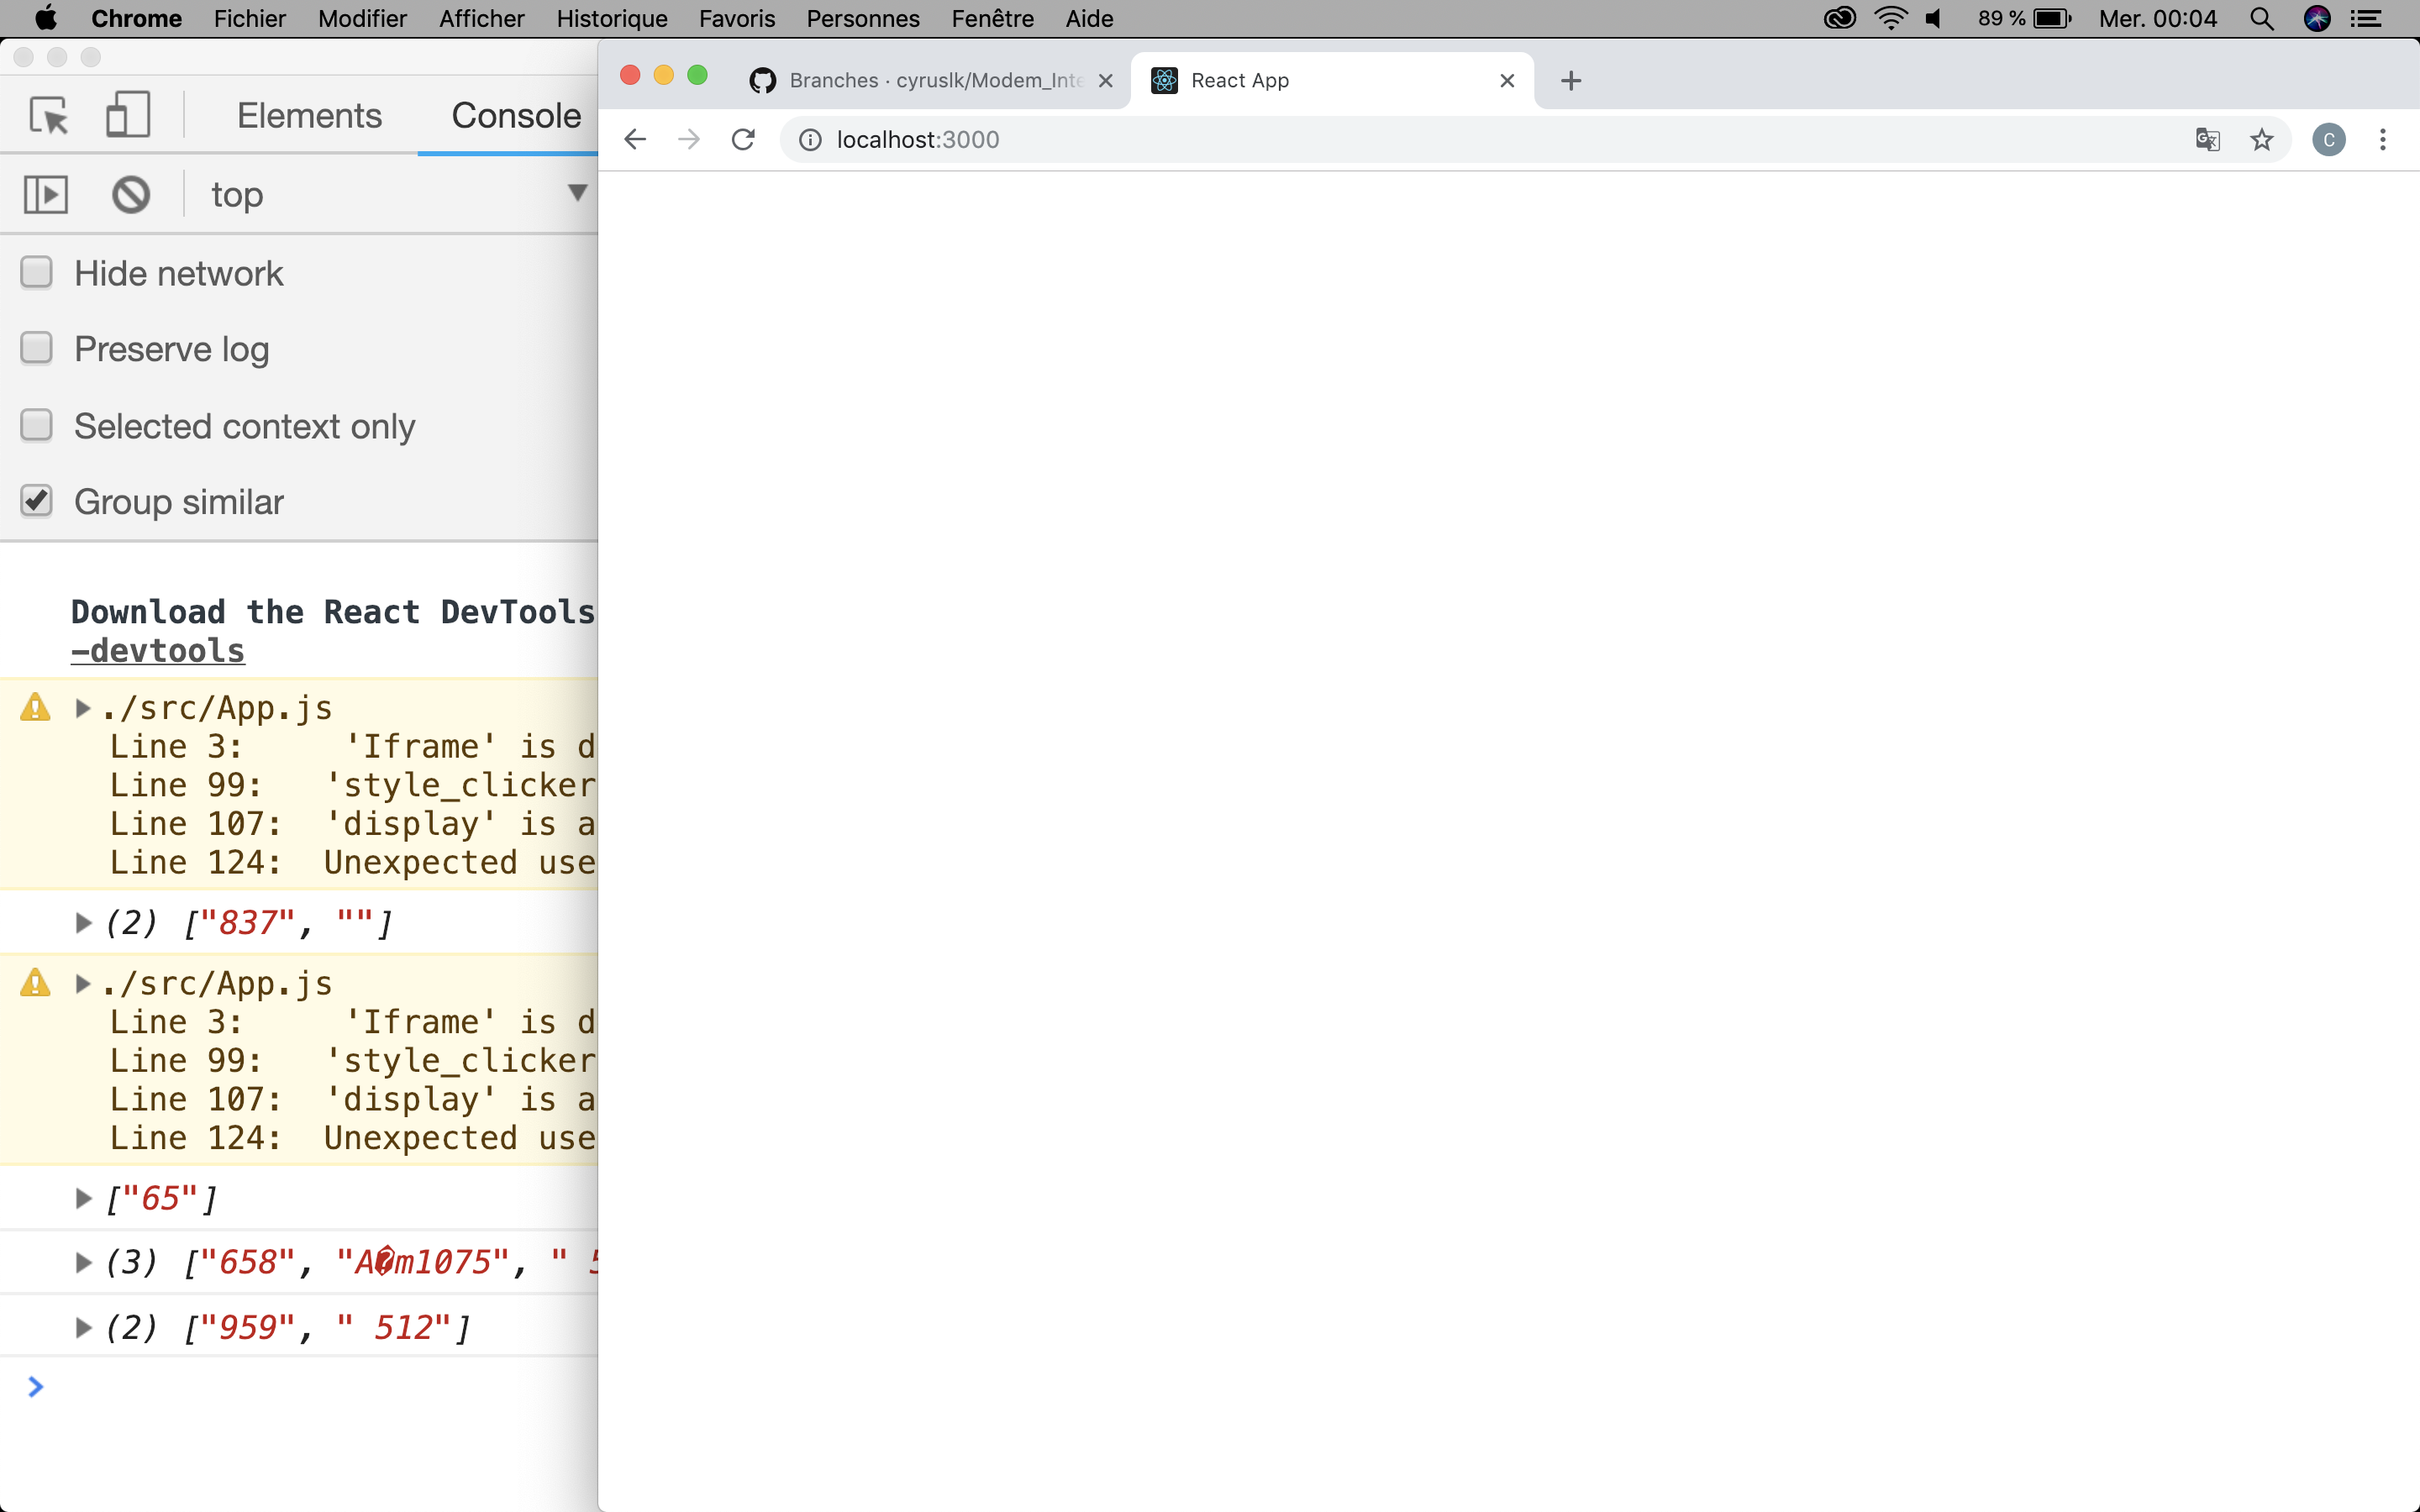 Chrome Fichier Modifier Afficher Historique Favoris Personnes Fenêtre Aide 89 % Mer. 00:04
Elements Console
top
Hide network
Preserve log
Selected context only
Group similar
Download the React DevTools
-devtools
./src/App.js
Line 3: 'Iframe' is d
Line 99: 'style_clicker
Line 107: 'display' is a
Line 124: Unexpected use
(2) ["837", ""]
./src/App.js
Line 3: 'Iframe' is d
Line 99: 'style_clicker
Line 107: 'display' is a
Line 124: Unexpected use
["65"]
(3) ["658", "A�m1075", " 5
(2) ["959", " 512"]
Branches · cyruslk/Modem_Inte
React App
localhost:3000
C